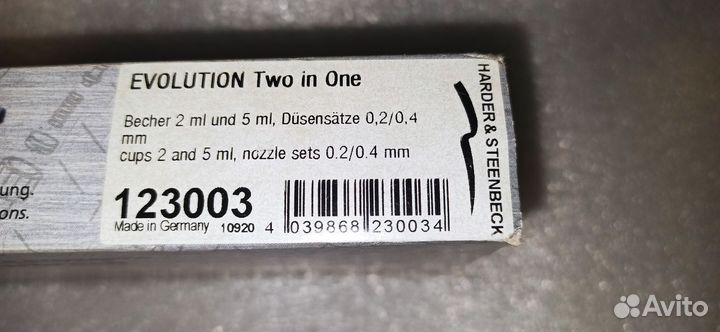 EVOLUTION Two in One
Becher 2 ml und 5 ml, Düsensätze 0,2/0,4
mm
cups 2 and 5 ml, nozzle sets 0.2/0.4 mm
123003
Made in Germany 10920 4 039868 230034
HARDER & STEENBECK
ung.
ons.
Avito